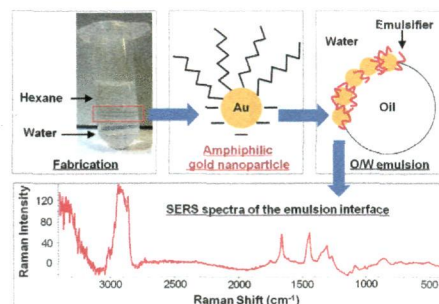 Hexane
Water
Fabrication
Au
Amphiphilic
gold nanoparticle
Emulsifier
Water
Oil
O/W emulsion
SERS spectra of the emulsion interface
Raman Intensity
120
80
40
0
3000
2500
2000
1500
1000
500
Raman Shift (cm⁻¹)